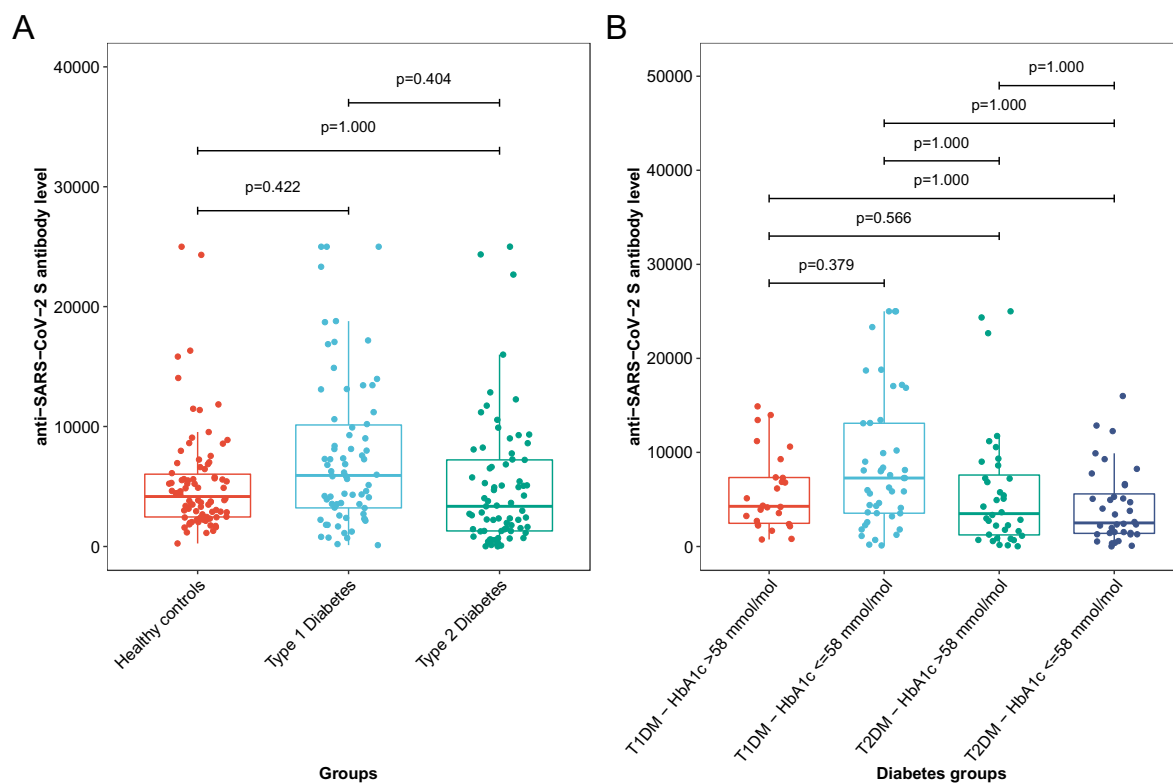 A
anti−SARS−CoV−2 S antibody level
40000
30000
20000
10000
0
p=0.404
p=1.000
p=0.422
Healthy controls
Type 1 Diabetes
Type 2 Diabetes
Groups
B
anti−SARS−CoV−2 S antibody level
50000
40000
30000
20000
10000
0
p=1.000
p=1.000
p=1.000
p=1.000
p=0.566
p=0.379
T1DM − HbA1c >58 mmol/mol
T1DM − HbA1c <=58 mmol/mol
T2DM − HbA1c >58 mmol/mol
T2DM − HbA1c <=58 mmol/mol
Diabetes groups